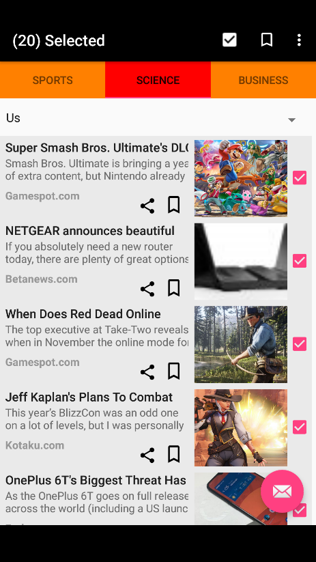 (20) Selected
SPORTS
SCIENCE
BUSINESS
Us
Super Smash Bros. Ultimate's DLC
Smash Bros. Ultimate is bringing a yea
of extra content, but Nintendo already
Gamespot.com
NETGEAR announces beautiful
If you absolutely need a new router
today, there are plenty of great options
Betanews.com
When Does Red Dead Online
The top executive at Take-Two reveals
when in November the online mode for
Gamespot.com
Jeff Kaplan's Plans To Combat
This year's BlizzCon was an odd one
on a lot of levels, but I was personally
Kotaku.com
OnePlus 6T's Biggest Threat Has
As the OnePlus 6T goes on full release
across the world (including a US launc